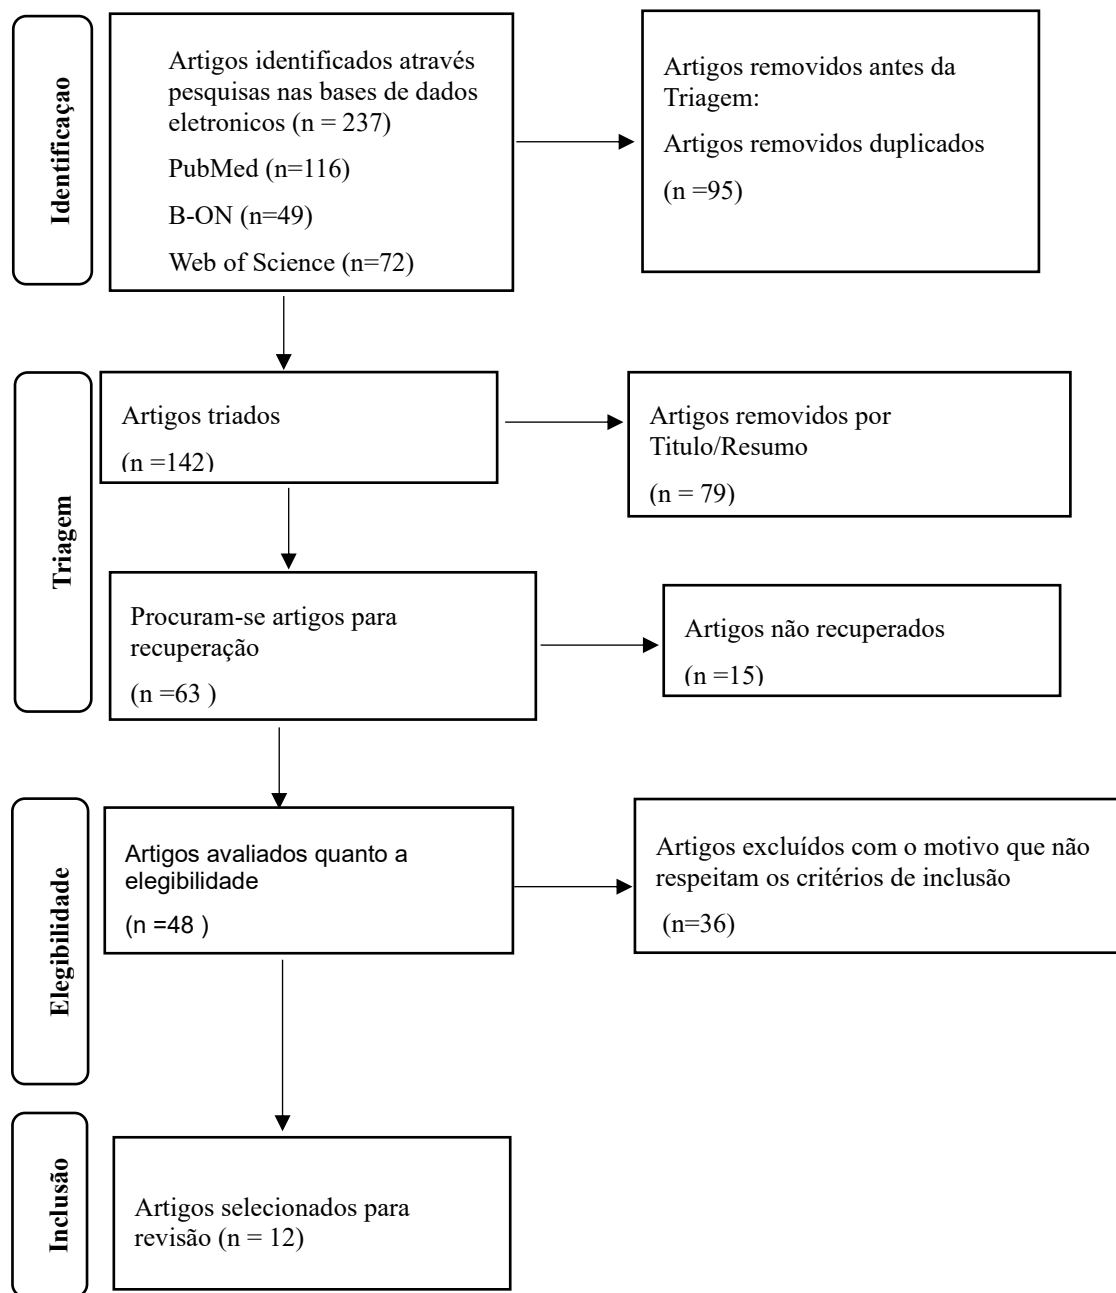 Identificaçao
Artigos identificados através
pesquisas nas bases de dados
eletronicos (n = 237)
PubMed (n=116)
B-ON (n=49)
Web of Science (n=72)
Artigos removidos antes da
Triagem:
Artigos removidos duplicados
(n =95)
Triagem
Artigos triados
(n =142)
Artigos removidos por
Titulo/Resumo
(n = 79)
Procuram-se artigos para
recuperação
(n =63 )
Artigos não recuperados
(n =15)
Elegibilidade
Artigos avaliados quanto a
elegibilidade
(n =48 )
Artigos excluídos com o motivo que não
respeitam os critérios de inclusão
(n=36)
Inclusão
Artigos selecionados para
revisão (n = 12)